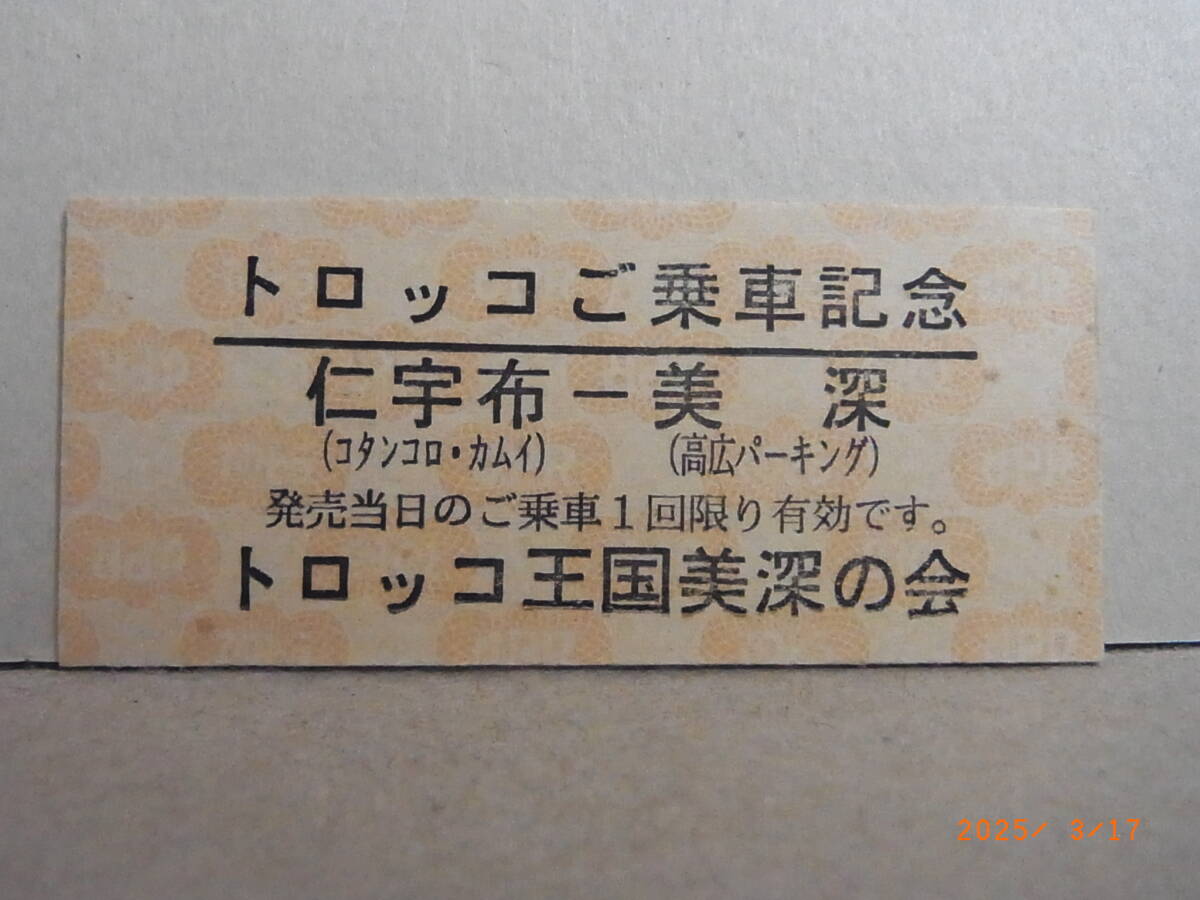 トロッコご乗車記念
仁宇布－美　深
(コタンコロ・カムイ)　(高広パーキング)
発売当日のご乗車１回限り有効です。
トロッコ王国美深の会
2025/ 3/17